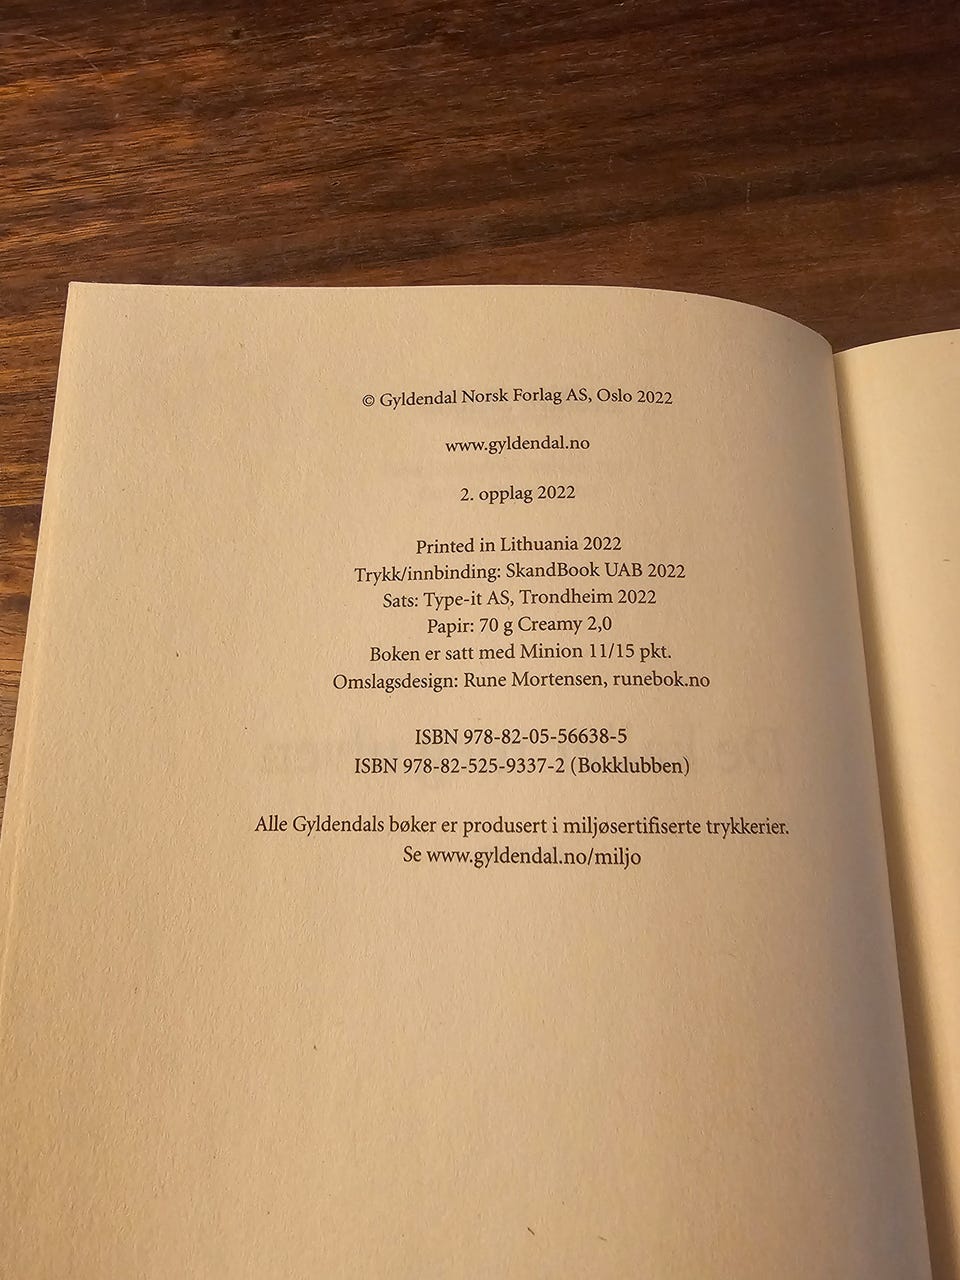 © Gyldendal Norsk Forlag AS, Oslo 2022
www.gyldendal.no
2. opplag 2022
Printed in Lithuania 2022
Trykk/innbinding: SkandBook UAB 2022
Sats: Type-it AS, Trondheim 2022
Papir: 70 g Creamy 2,0
Boken er satt med Minion 11/15 pkt.
Omslagsdesign: Rune Mortensen, runebok.no
ISBN 978-82-05-56638-5
ISBN 978-82-525-9337-2 (Bokklubben)
Alle Gyldendals bøker er produsert i miljøsertifiserte trykkerier.
Se www.gyldendal.no/miljo